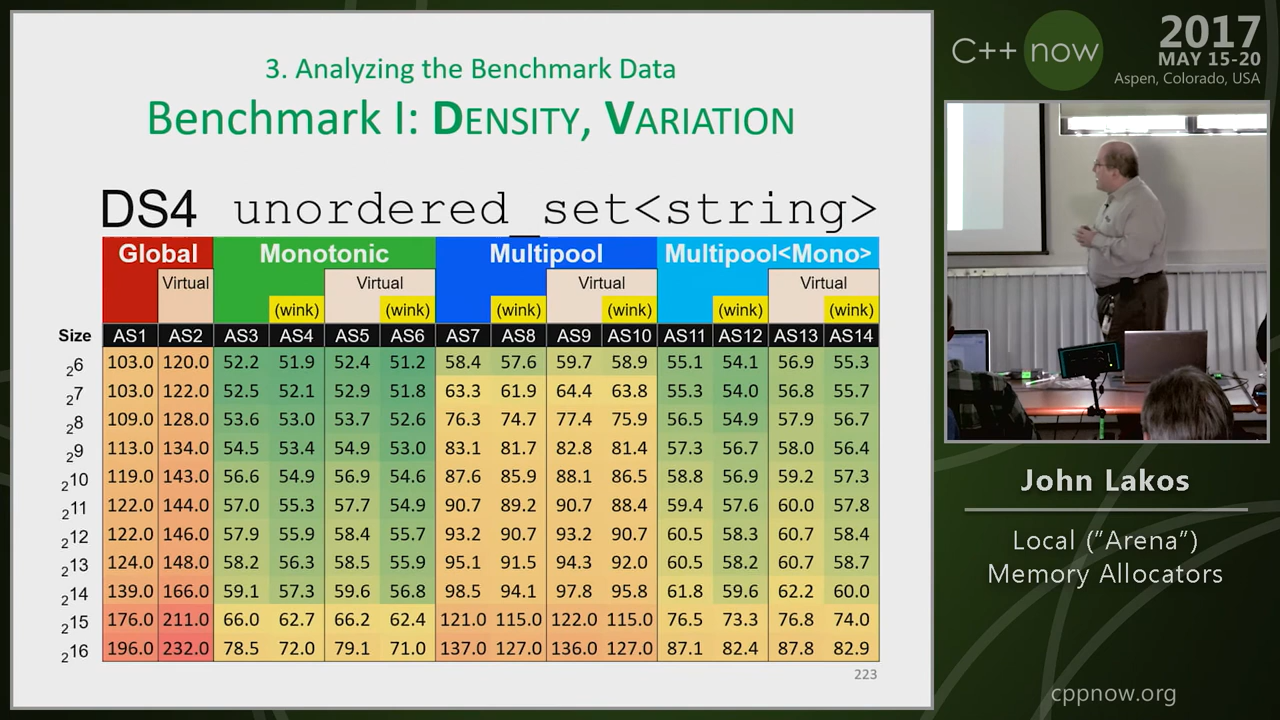 3. Analyzing the Benchmark Data
Benchmark I: DENSITY, VARIATION
DS4 unordered_set<string>
Global Monotonic Multipool Multipool<Mono>
Virtual Virtual Virtual Virtual
(wink) (wink) (wink) (wink) (wink) (wink)
Size AS1 AS2 AS3 AS4 AS5 AS6 AS7 AS8 AS9 AS10 AS11 AS12 AS13 AS14
26 103.0 120.0 52.2 51.9 52.4 51.2 58.4 57.6 59.7 58.9 55.1 54.1 56.9 55.3
27 103.0 122.0 52.5 52.1 52.9 51.8 63.3 61.9 64.4 63.8 55.3 54.0 56.8 55.7
28 109.0 128.0 53.6 53.0 53.7 52.6 76.3 74.7 77.4 75.9 56.5 54.9 57.9 56.7
29 113.0 134.0 54.5 53.4 54.9 53.0 83.1 81.7 82.8 81.4 57.3 56.7 58.0 56.4
210 119.0 143.0 56.6 54.9 56.9 54.6 87.6 85.9 88.1 86.5 58.8 56.9 59.2 57.3
211 122.0 144.0 57.0 55.3 57.7 54.9 90.7 89.2 90.7 88.4 59.4 57.6 60.0 57.8
212 122.0 146.0 57.9 55.9 58.4 55.7 93.2 90.7 93.2 90.7 60.5 58.3 60.7 58.4
213 124.0 148.0 58.2 56.3 58.5 55.9 95.1 91.5 94.3 92.0 60.5 58.2 60.7 58.7
214 139.0 166.0 59.1 57.3 59.6 56.8 98.5 94.1 97.8 95.8 61.8 59.6 62.2 60.0
215 176.0 211.0 66.0 62.7 66.2 62.4 121.0 115.0 122.0 115.0 76.5 73.3 76.8 74.0
216 196.0 232.0 78.5 72.0 79.1 71.0 137.0 127.0 136.0 127.0 87.1 82.4 87.8 82.9
223
C++ now
2017
MAY 15-20
Aspen, Colorado, USA
John Lakos
Local ("Arena")
Memory Allocators
cppnow.org